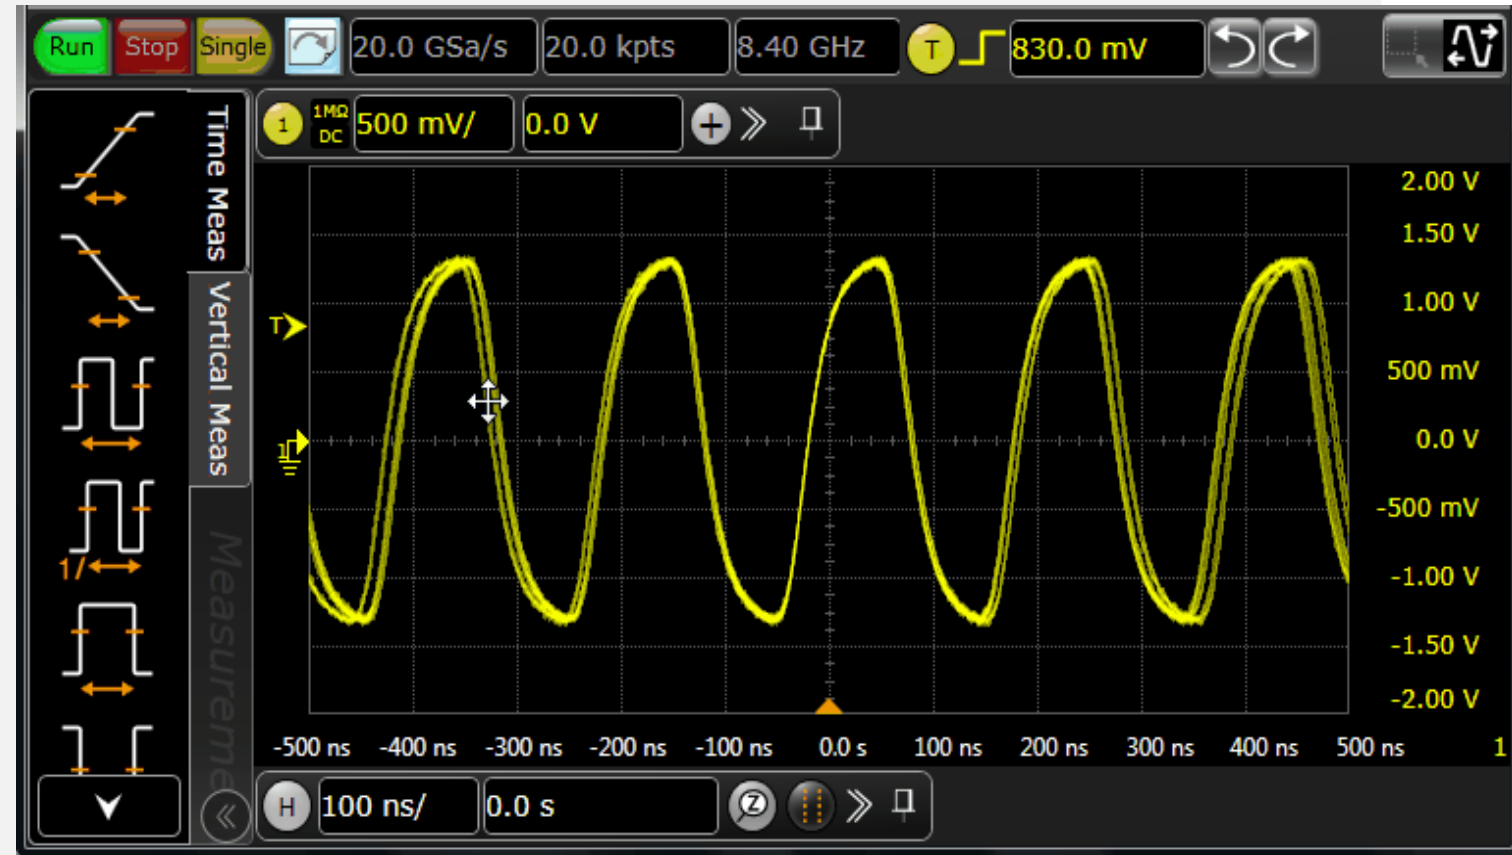 Run Stop Single 20.0 GSa/s 20.0 kpts 8.40 GHz T 830.0 mV
1 1MΩ DC 500 mV/ 0.0 V
Time Meas
Vertical Meas
Measureme
1/
T
1
2.00 V
1.50 V
1.00 V
500 mV
0.0 V
-500 mV
-1.00 V
-1.50 V
-2.00 V
-500 ns -400 ns -300 ns -200 ns -100 ns 0.0 s 100 ns 200 ns 300 ns 400 ns 500 ns 1
H 100 ns/ 0.0 s Z